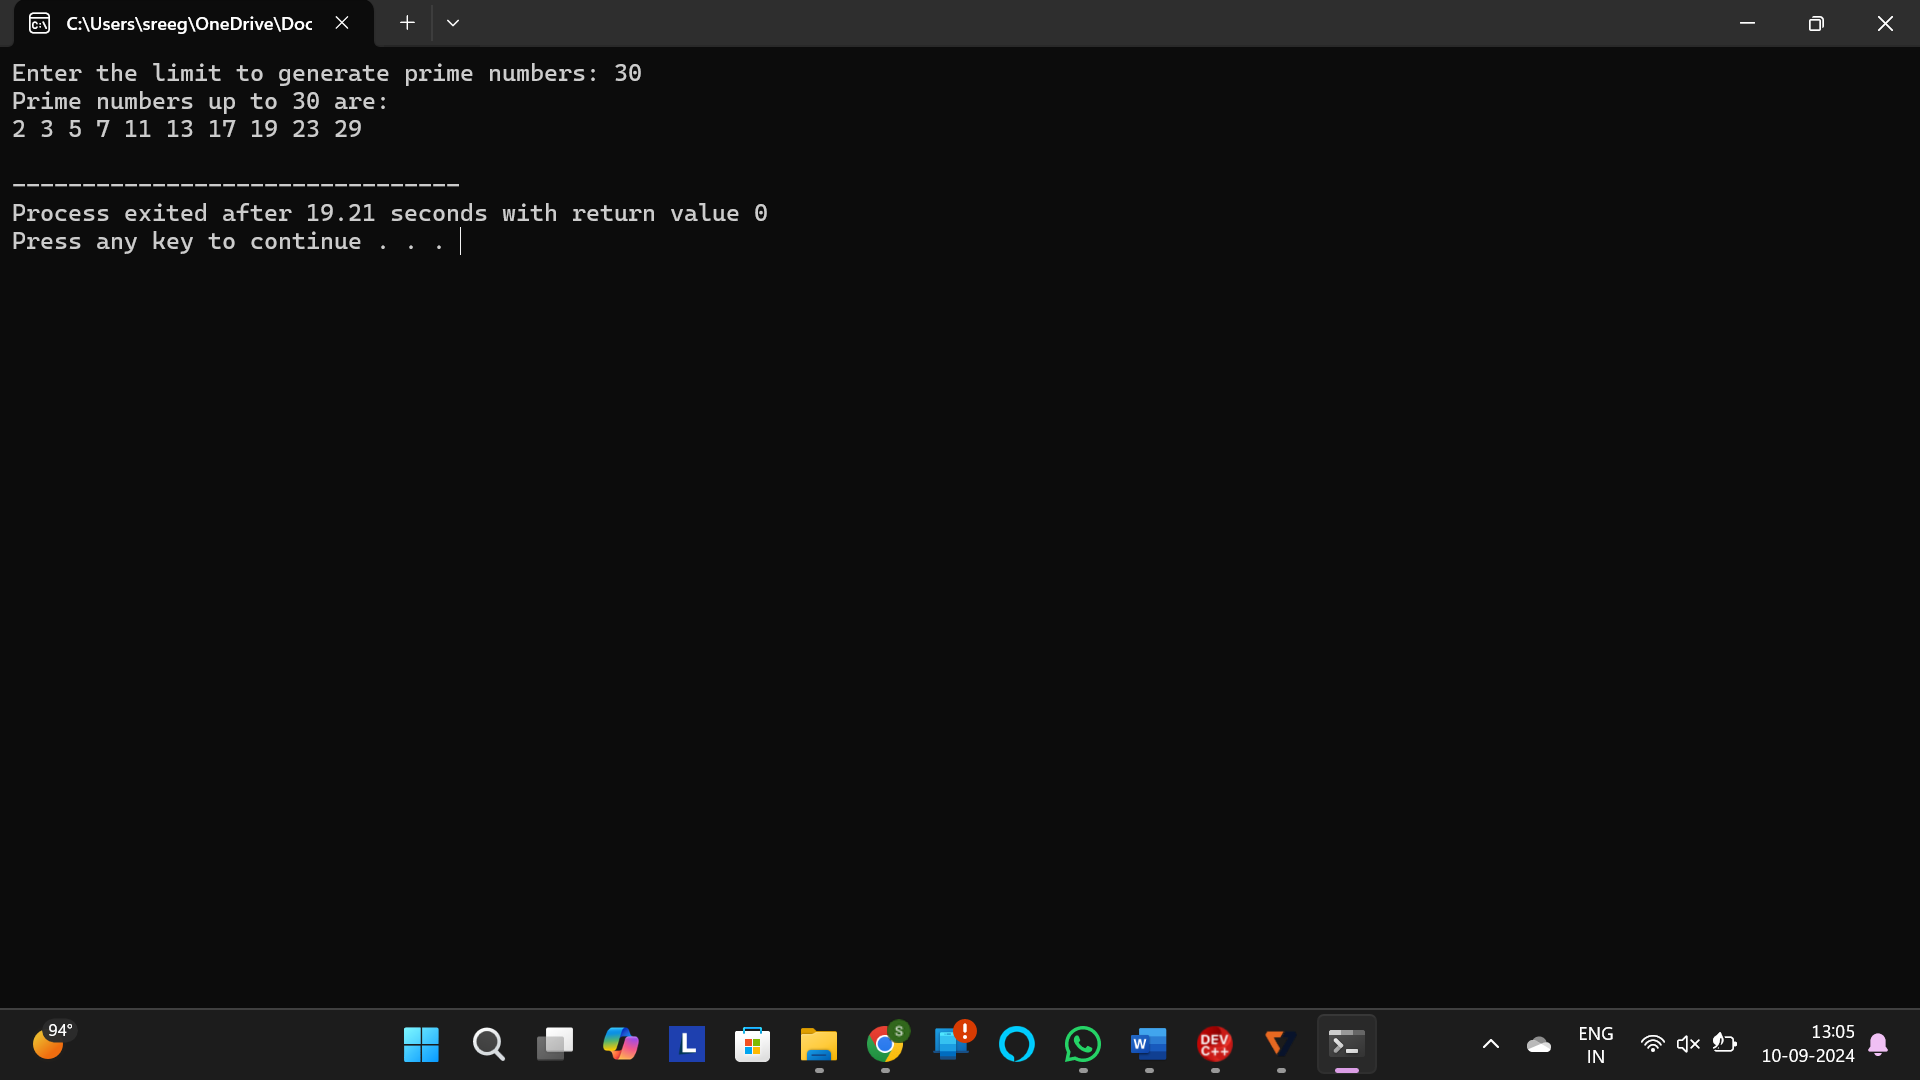 C:\Users\sreeg\OneDrive\Doc
Enter the limit to generate prime numbers: 30
Prime numbers up to 30 are:
2 3 5 7 11 13 17 19 23 29
--------------------------------
Process exited after 19.21 seconds with return value 0
Press any key to continue . . .
94°
L
S
!
W
DEV
C++
ENG
IN
13:05
10-09-2024